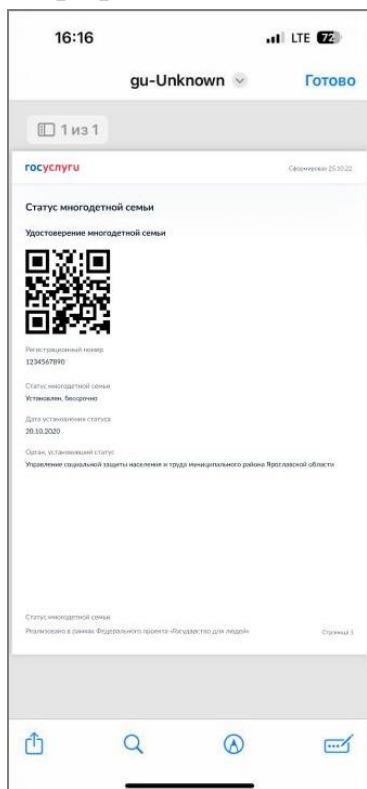 16:16
LTE 72
gu-Unknown
Готово
1 из 1
госуслуги
Сформирован 25.10.22
Статус многодетной семьи
Удостоверение многодетной семьи
Регистрационный номер
1234567890
Статус многодетной семьи
Установлен, бессрочно
Дата установления статуса
20.10.2020
Орган, установивший статус
Управление социальной защиты населения и труда муниципального района Ярославской области
Статус многодетной семьи
Реализовано в рамках Федерального проекта «Государство для людей»
Страница 1